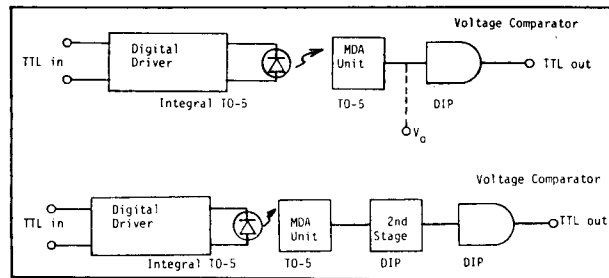 Voltage Comparator
TTL in
Digital
Driver
MDA
Unit
TTL out
Integral TO-5
TO-5
DIP
Vo
Voltage Comparator
TTL in
Digital
Driver
MDA
Unit
2nd
Stage
TTL out
Integral TO-5
TO-5
DIP
DIP